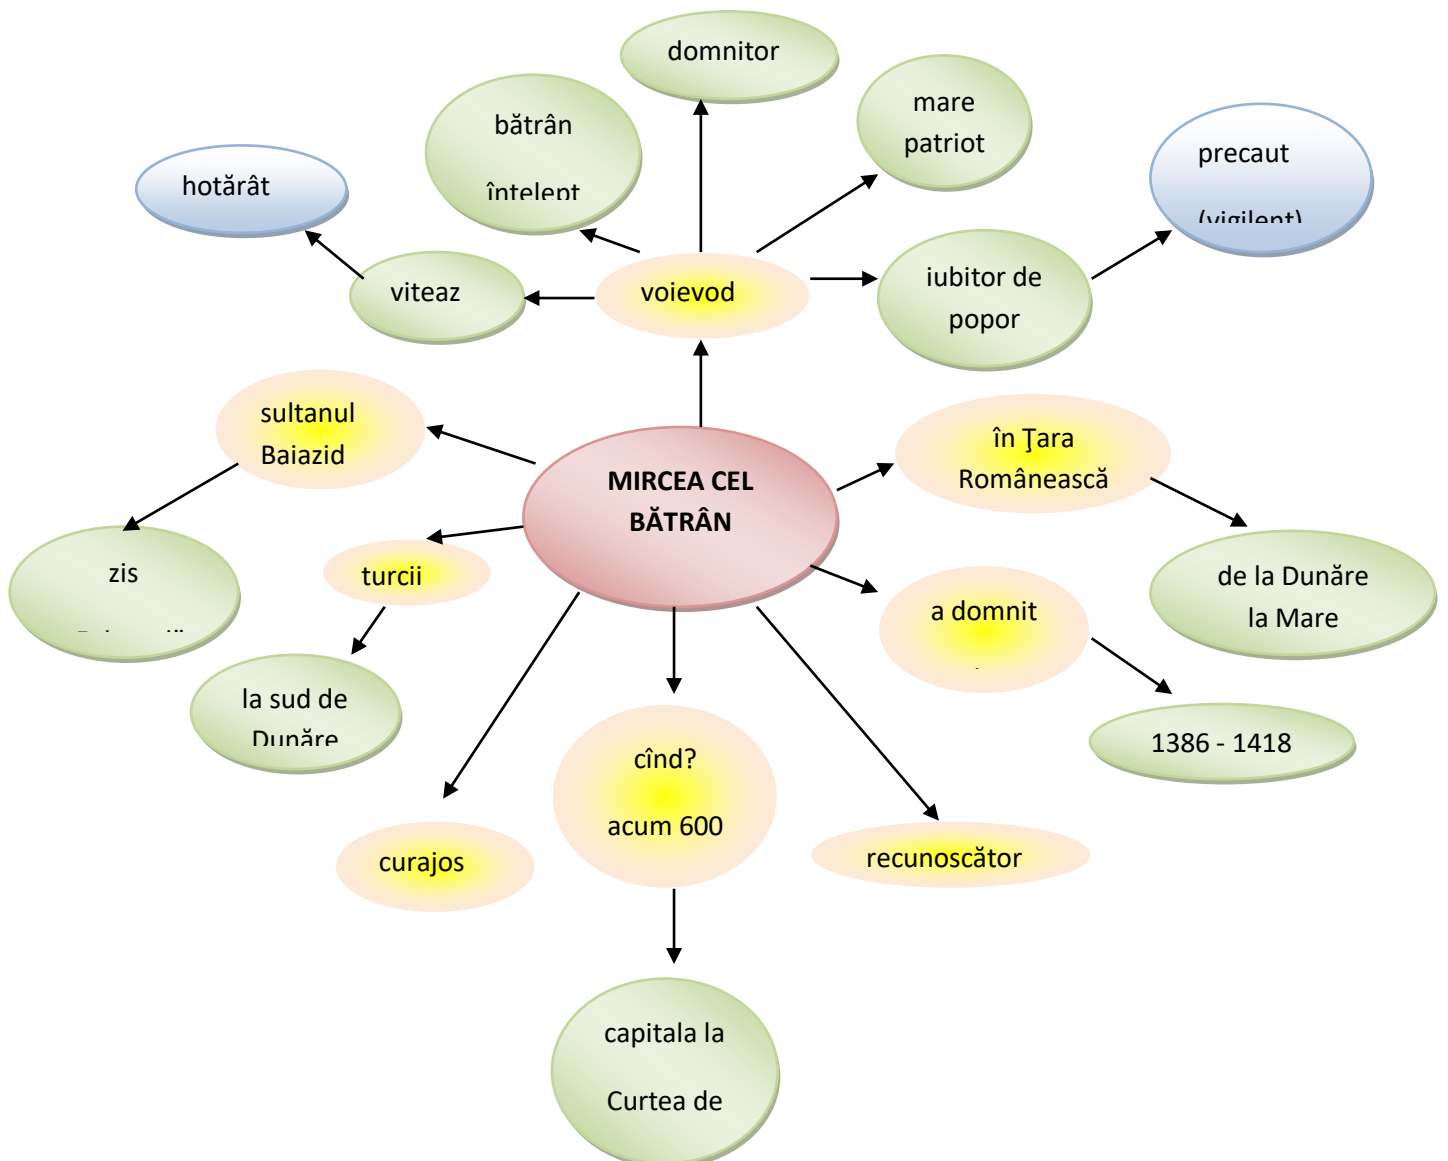 domnitor
bătrân
înțelept
mare
patriot
precaut
(vigilent)
hotărât
viteaz
voievod
iubitor de
popor
sultanul
Baiazid
în Ţara
Românească
MIRCEA CEL
BĂTRÂN
zis
turcii
de la Dunăre
la Mare
a domnit
la sud de
Dunăre
1386 - 1418
cînd?
acum 600
curajos
recunoscător
capitala la
Curtea de